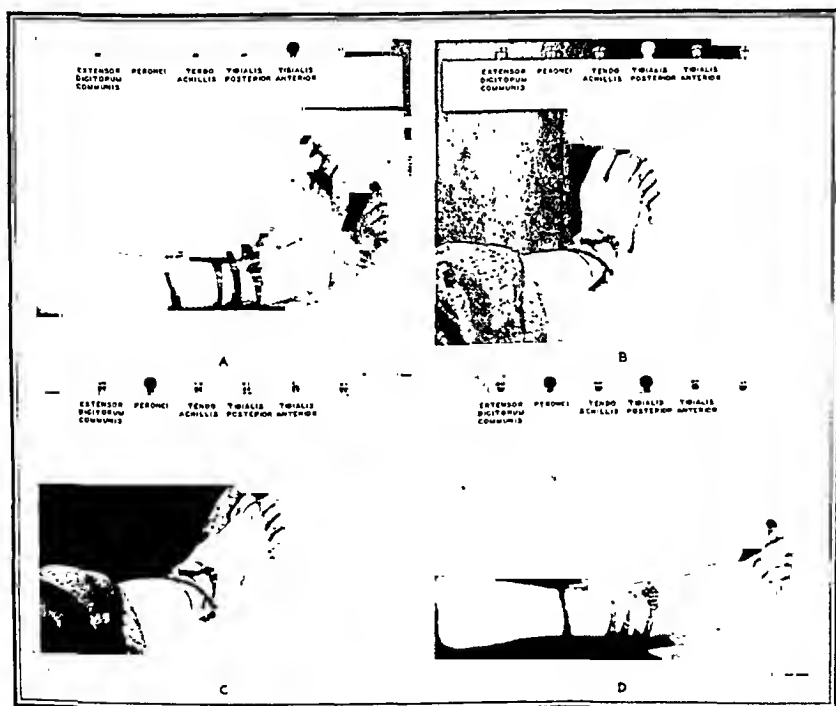 EXTENSOR DIGITORUM COMMUNIS
PERONEI
TENDO ACHILLIS
TIBIALIS POSTERIOR
TIBIALIS ANTERIOR
A
EXTENSOR DIGITORUM COMMUNIS
PERONEI
TENDO ACHILLIS
TIBIALIS POSTERIOR
TIBIALIS ANTERIOR
B
EXTENSOR DIGITORUM COMMUNIS
PERONEI
TENDO ACHILLIS
TIBIALIS POSTERIOR
TIBIALIS ANTERIOR
C
EXTENSOR DIGITORUM COMMUNIS
PERONEI
TENDO ACHILLIS
TIBIALIS POSTERIOR
TIBIALIS ANTERIOR
D